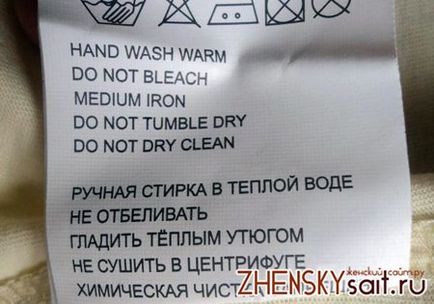 HAND WASH WARM
DO NOT BLEACH
MEDIUM IRON
DO NOT TUMBLE DRY
DO NOT DRY CLEAN
РУЧНАЯ СТИРКА В ТЕПЛОЙ ВОДЕ
НЕ ОТБЕЛИВАТЬ
ГЛАДИТЬ ТЁПЛЫМ УТЮГОМ
НЕ СУШИТЬ В ЦЕНТРИФУГЕ
ХИМИЧЕСКАЯ
женский сайт.ру
ZHENSKYsait.ru